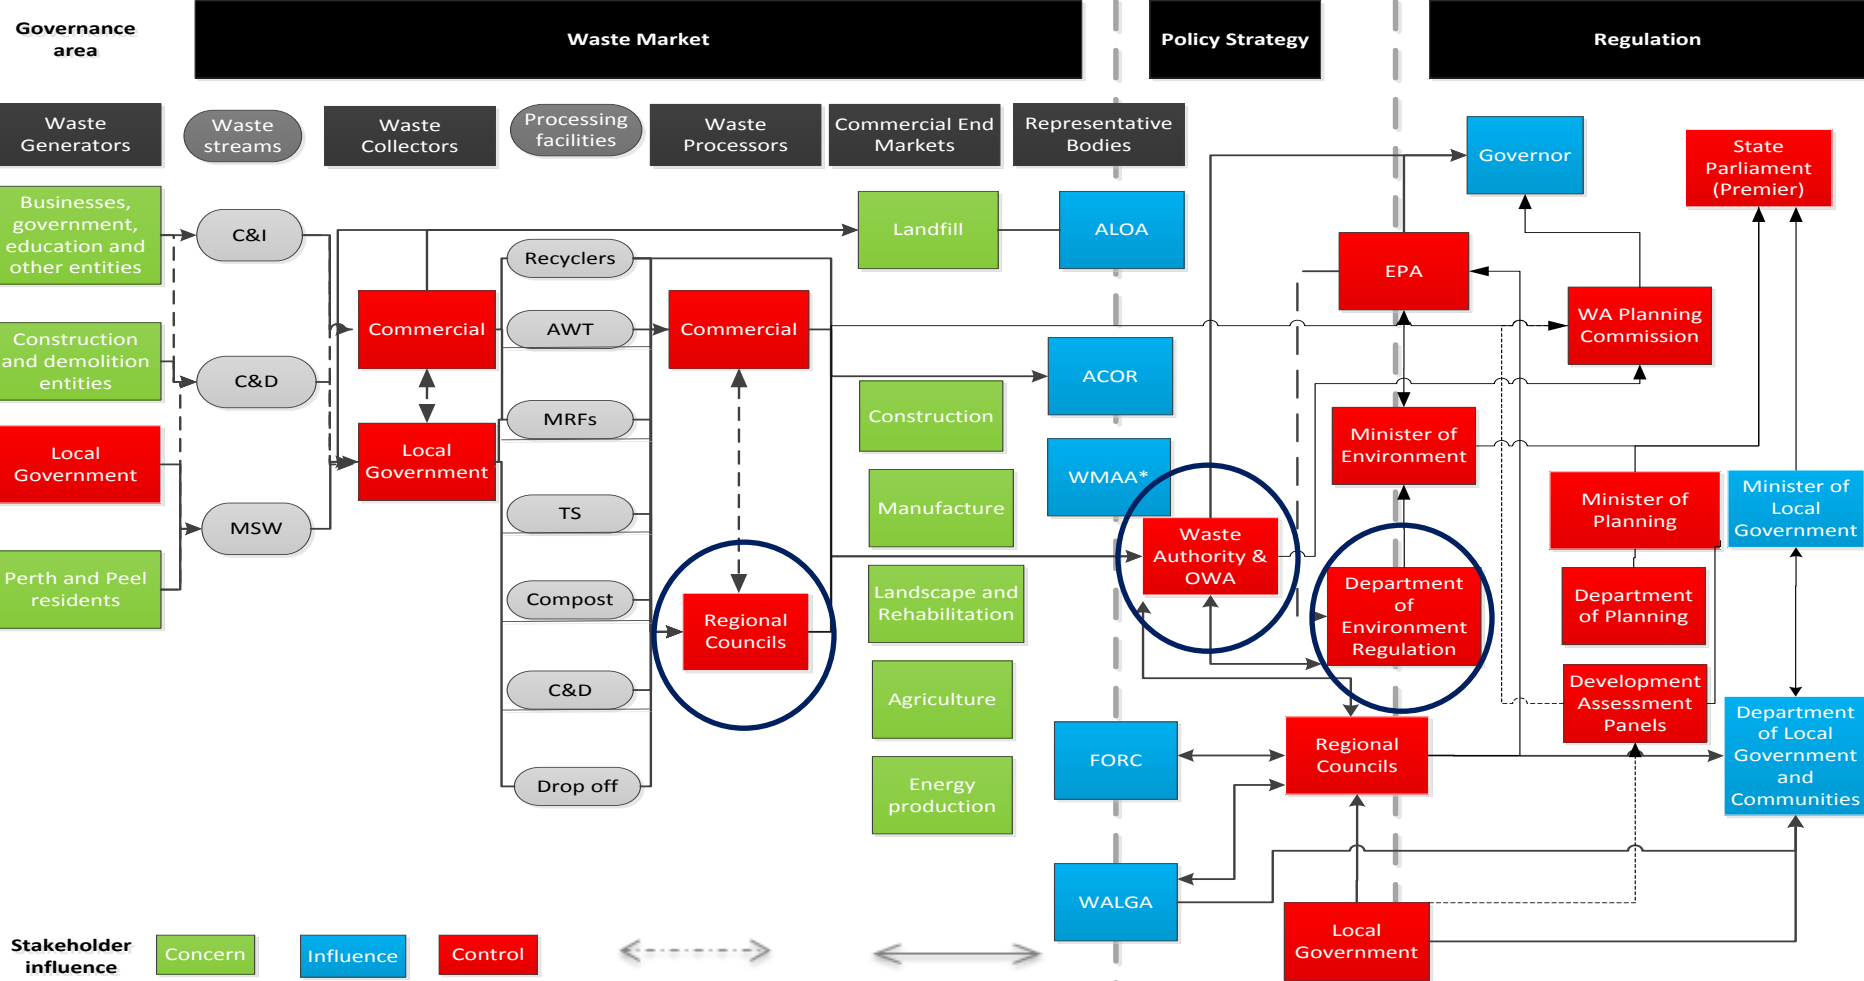 Governance
area
Waste Market
Policy Strategy
Regulation
Waste
Generators
Waste
streams
Waste
Collectors
Processing
facilities
Waste
Processors
Commercial End
Markets
Representative
Bodies
Businesses,
government,
education and
other entities
Construction
and demolition
entities
Local
Government
Perth and Peel
residents
C&I
C&D
MSW
Commercial
Local
Government
Recyclers
AWT
MRFs
TS
Compost
C&D
Drop off
Commercial
Regional
Councils
Landfill
Construction
Manufacture
Landscape and
Rehabilitation
Agriculture
Energy
production
ALOA
ACOR
WMAA*
FORC
WALGA
Waste
Authority &
OWA
Governor
State
Parliament
(Premier)
EPA
WA Planning
Commission
Minister of
Environment
Department
of
Environment
Regulation
Minister of
Planning
Minister of
Local
Government
Department
of Planning
Development
Assessment
Panels
Department
of Local
Government
and
Communities
Regional
Councils
Local
Government
Stakeholder
influence
Concern
Influence
Control